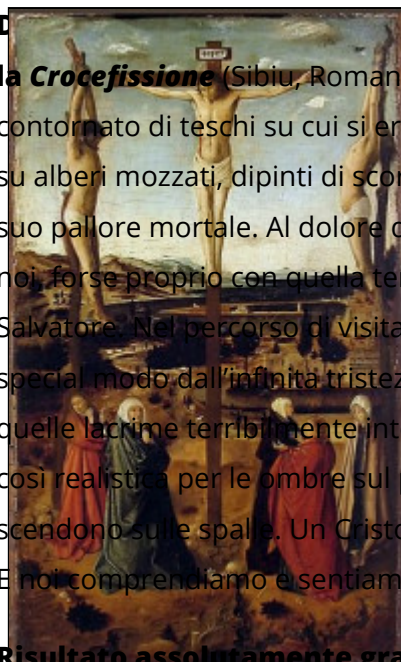 D
la Crocefissione (Sibiu, Roman
contornato di teschi su cui si er
su alberi mozzati, dipinti di scor
suo pallore mortale. Al dolore d
noi, forse proprio con quella te
Salvatore. Nel percorso di visita
special modo dall'infinita tristez
quelle lacrime terribilmente int
così realistica per le ombre sul p
scendono sulle spalle. Un Cristo
E noi comprendiamo e sentiam
Risultato assolutamente gra